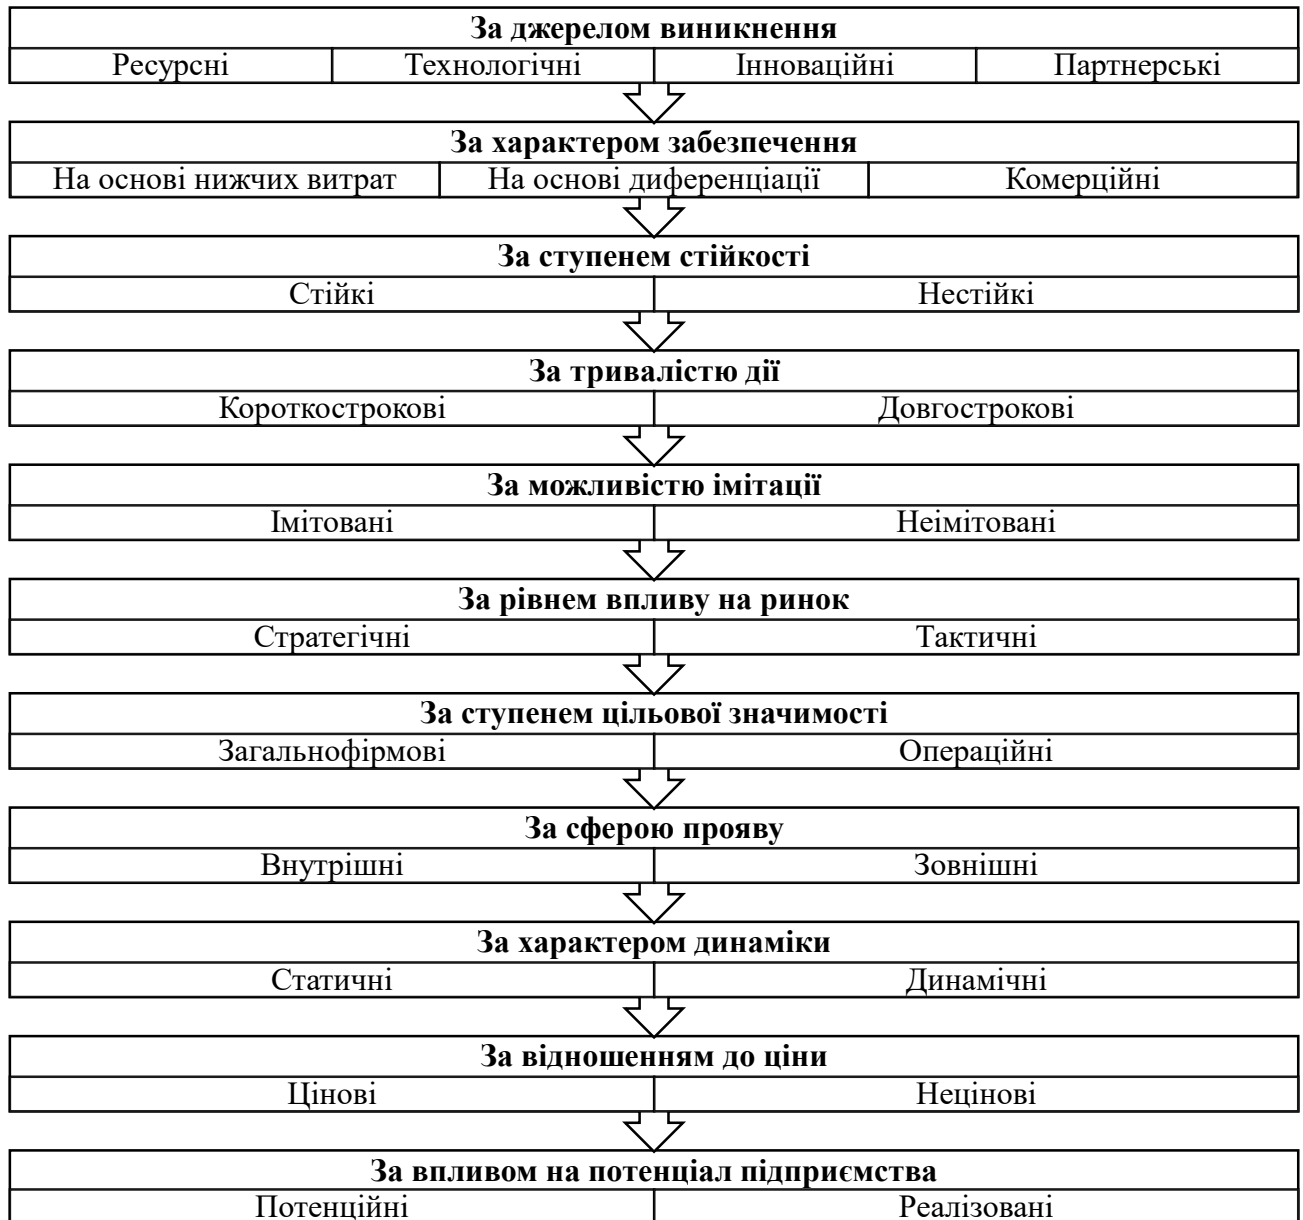 За джерелом виникнення
Ресурсні Технологічні Інноваційні Партнерські
За характером забезпечення
На основі нижчих витрат На основі диференціації Комерційні
За ступенем стійкості
Стійкі Нестійкі
За тривалістю дії
Короткострокові Довгострокові
За можливістю імітації
Імітовані Неімітовані
За рівнем впливу на ринок
Стратегічні Тактичні
За ступенем цільової значимості
Загальнофірмові Операційні
За сферою прояву
Внутрішні Зовнішні
За характером динаміки
Статичні Динамічні
За відношенням до ціни
Цінові Нецінові
За впливом на потенціал підприємства
Потенційні Реалізовані